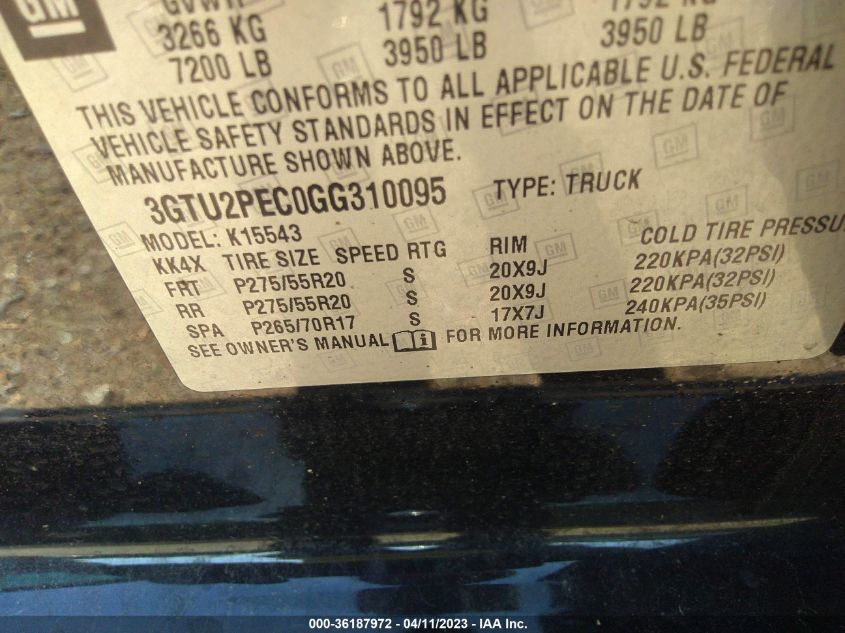 GM
GVWR
3266 KG 1792 KG 1792 KG
7200 LB 3950 LB 3950 LB
THIS VEHICLE CONFORMS TO ALL APPLICABLE U.S. FEDERAL
VEHICLE SAFETY STANDARDS IN EFFECT ON THE DATE OF
MANUFACTURE SHOWN ABOVE.
3GTU2PEC0GG310095 TYPE: TRUCK
MODEL: K15543
KK4X TIRE SIZE SPEED RTG RIM COLD TIRE PRESSU
FRT P275/55R20 S 20X9J 220KPA(32PSI)
RR P275/55R20 S 20X9J 220KPA(32PSI)
SPA P265/70R17 S 17X7J 240KPA(35PSI)
SEE OWNER'S MANUAL i FOR MORE INFORMATION.
000-36187972 - 04/11/2023 - IAA Inc.